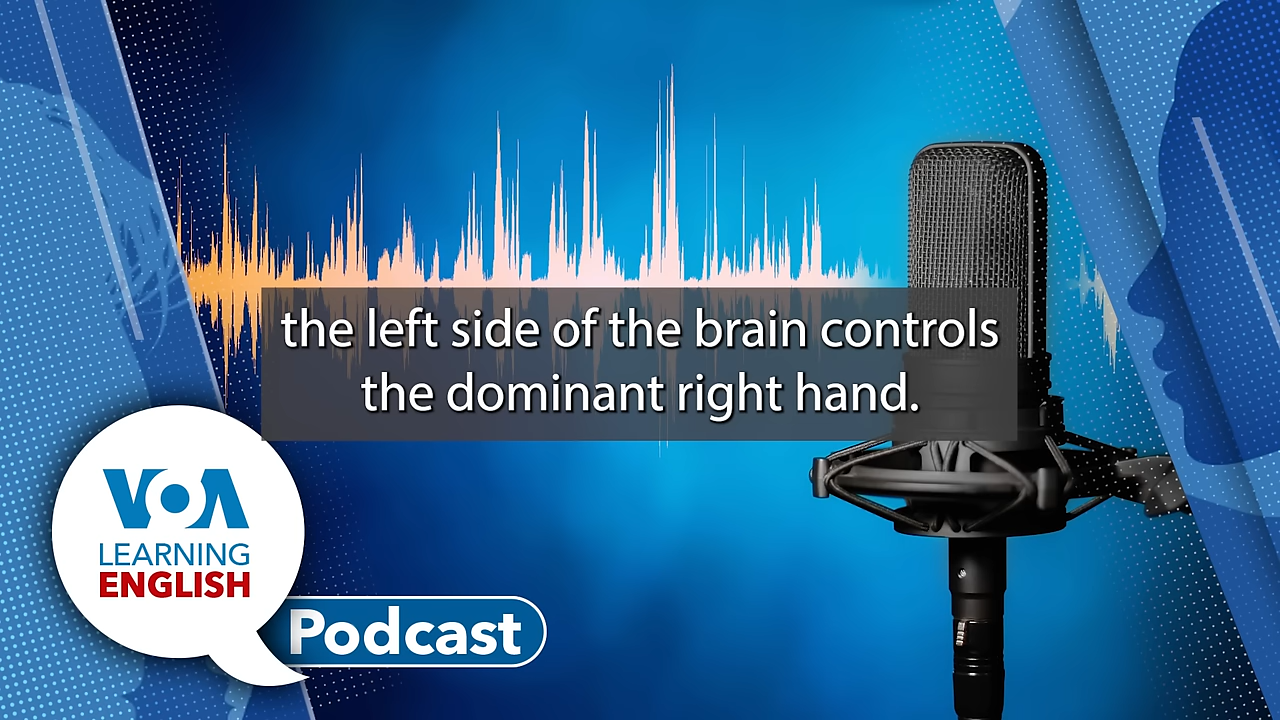 the left side of the brain controls
the dominant right hand.
VOA
LEARNING
ENGLISH
Podcast